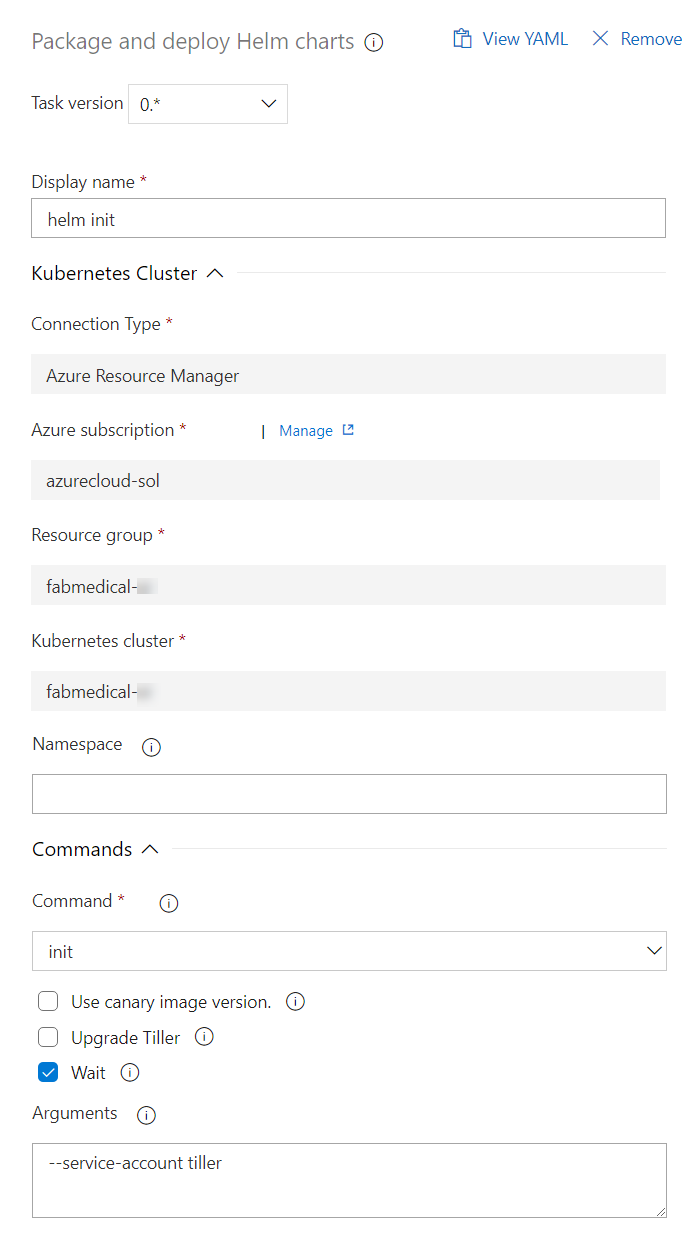 Package and deploy Helm charts View YAML Remove
Task version 0.*
Display name *
helm init
Kubernetes Cluster
Connection Type *
Azure Resource Manager
Azure subscription * | Manage
azurecloud-sol
Resource group *
fabmedical-
Kubernetes cluster *
fabmedical-
Namespace
Commands
Command *
init
Use canary image version.
Upgrade Tiller
Wait
Arguments
--service-account tiller